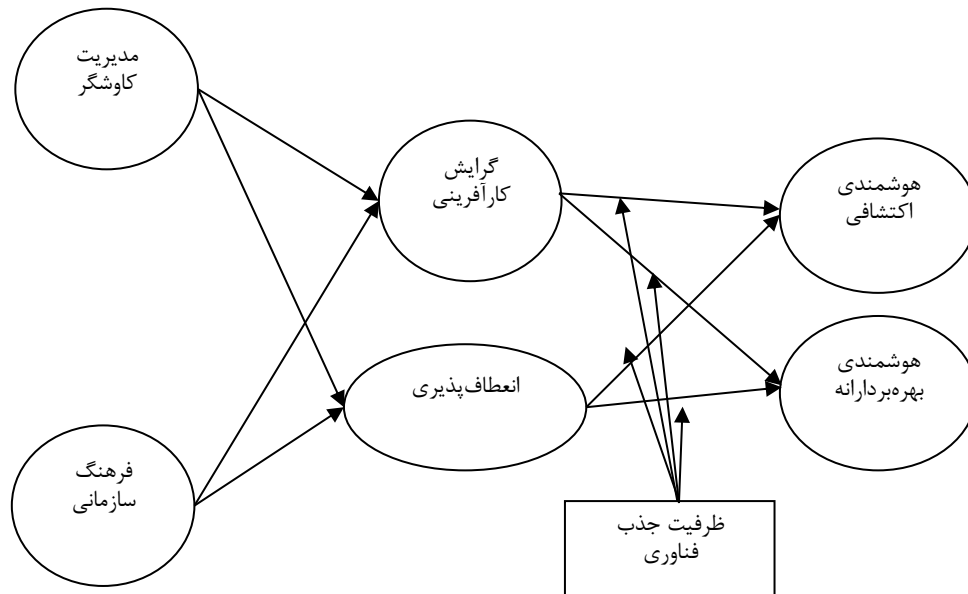 مدیریت
کاوشگر
گرایش
کارآفرینی
هوشمندی
اکتشافی
انعطاف‌پذیری
هوشمندی
بهره‌بردارانه
فرهنگ
سازمانی
ظرفیت جذب
فناوری